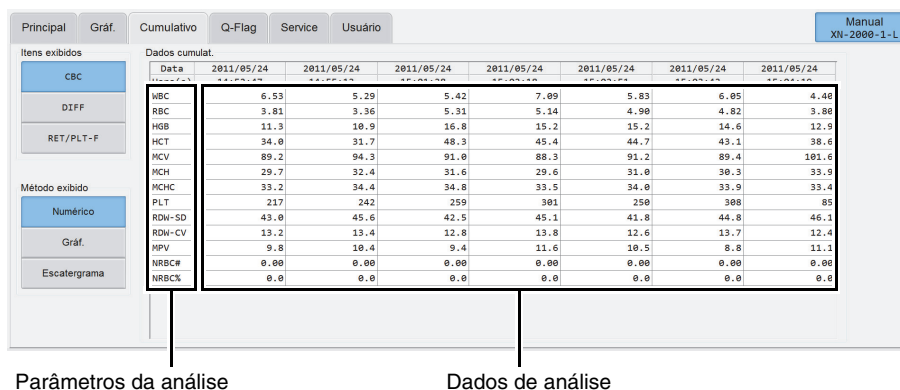 Principal Gráf. Cumulativo Q-Flag Service Usuário Manual
XN-2000-1-L
Itens exibidos Dados cumulat.
CBC
DIFF
RET/PLT-F
Método exibido
Numérico
Gráf.
Escatergrama
Data 2011/05/24 2011/05/24 2011/05/24 2011/05/24 2011/05/24 2011/05/24 2011/05/24
WBC 6.53 5.29 5.42 7.09 5.83 6.05 4.40
RBC 3.81 3.36 5.31 5.14 4.90 4.82 3.80
HGB 11.3 10.9 16.8 15.2 15.2 14.6 12.9
HCT 34.0 31.7 48.3 45.4 44.7 43.1 38.6
MCV 89.2 94.3 91.0 88.3 91.2 89.4 101.6
MCH 29.7 32.4 31.6 29.6 31.0 30.3 33.9
MCHC 33.2 34.4 34.8 33.5 34.0 33.9 33.4
PLT 217 242 259 301 250 308 85
RDW-SD 43.0 45.6 42.5 45.1 41.8 44.8 46.1
RDW-CV 13.2 13.4 12.8 13.8 12.6 13.7 12.4
MPV 9.8 10.4 9.4 11.6 10.5 8.8 11.1
NRBC# 0.00 0.00 0.00 0.00 0.00 0.00 0.00
NRBC% 0.0 0.0 0.0 0.0 0.0 0.0 0.0
Parâmetros da análise Dados de análise